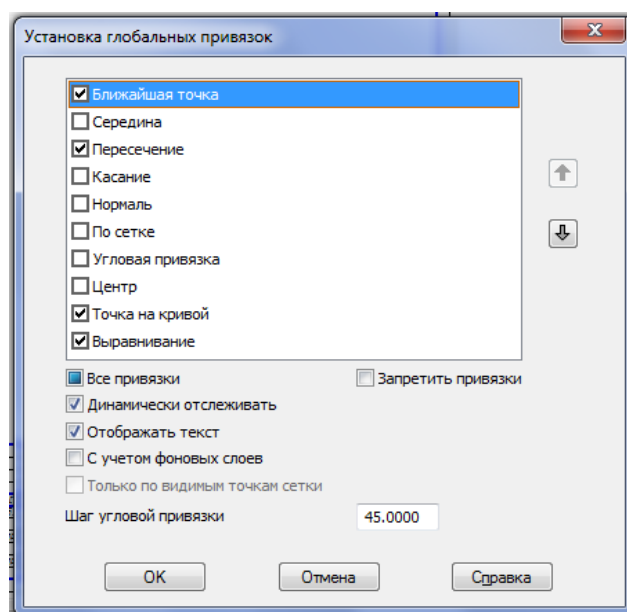 Установка глобальных привязок
Ближайшая точка
Середина
Пересечение
Касание
Нормаль
По сетке
Угловая привязка
Центр
Точка на кривой
Выравнивание
Все привязки Запретить привязки
Динамически отслеживать
Отображать текст
С учетом фоновых слоев
Только по видимым точкам сетки
Шаг угловой привязки 45.0000
OK Отмена Справка